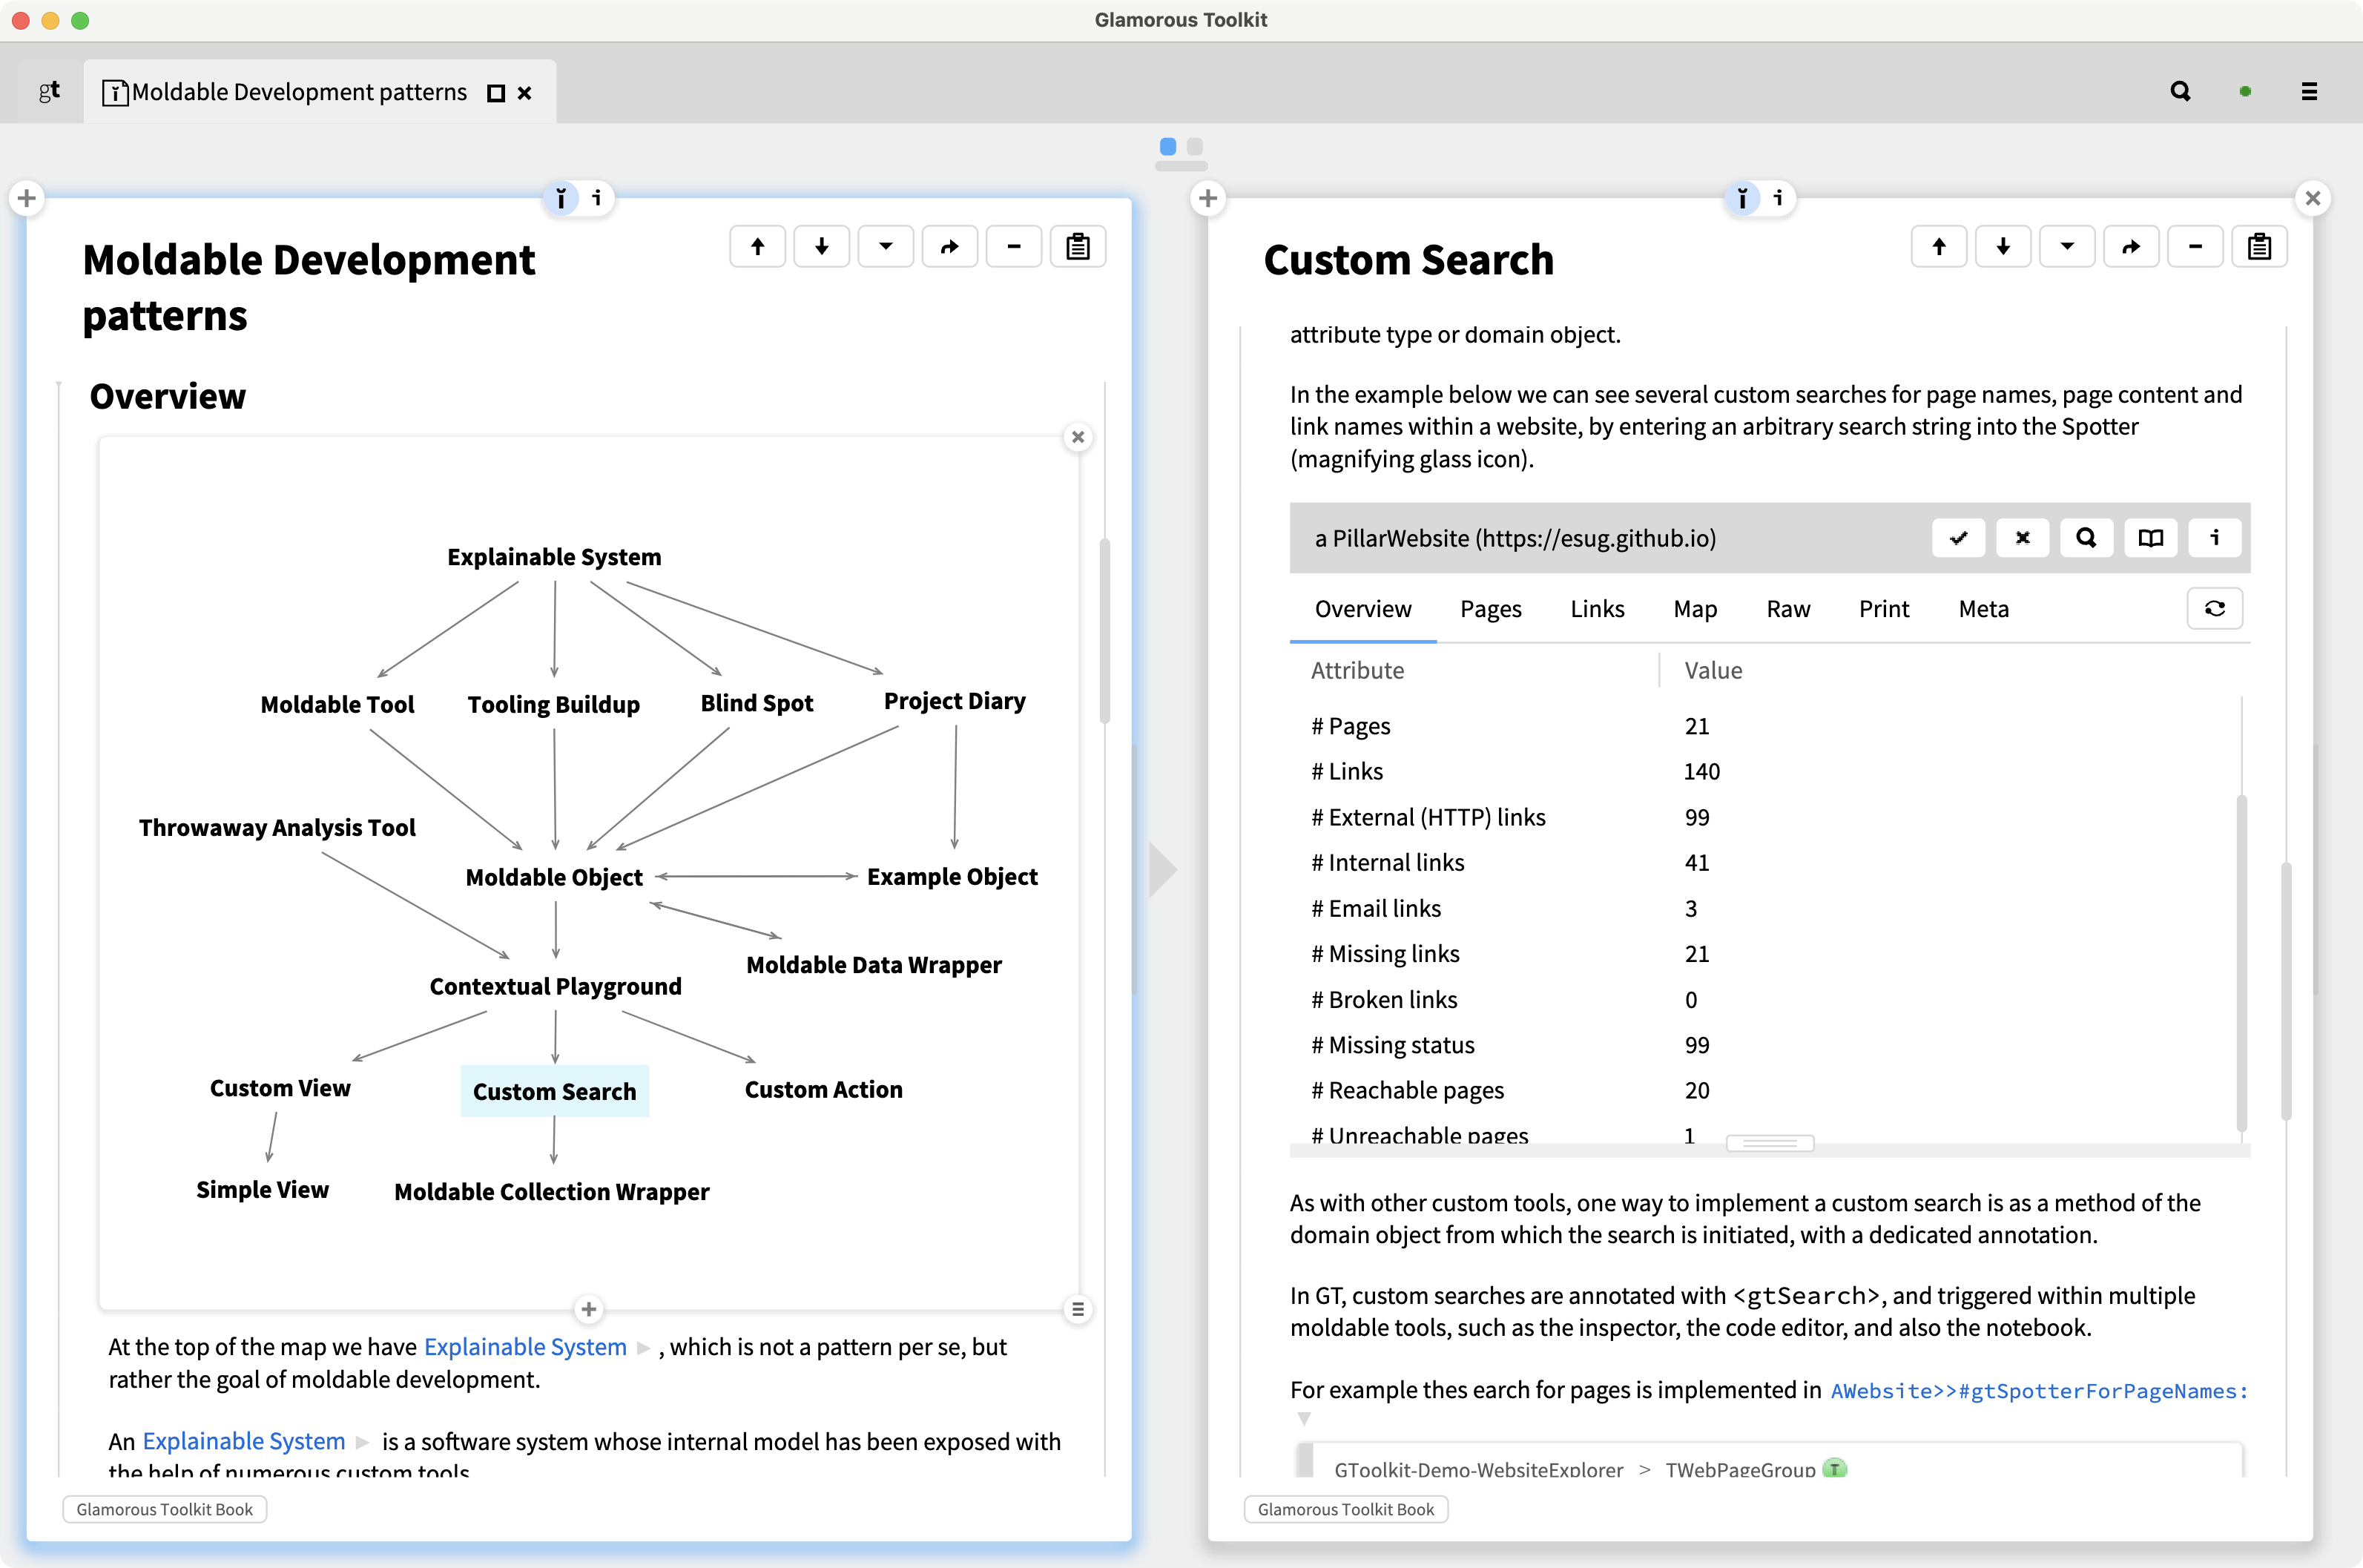 Glamorous Toolkit
gt
Moldable Development patterns
Moldable Development
patterns
Overview
Explainable System
Moldable Tool
Tooling Buildup
Blind Spot
Project Diary
Throwaway Analysis Tool
Moldable Object
Example Object
Moldable Data Wrapper
Contextual Playground
Custom View
Custom Search
Custom Action
Simple View
Moldable Collection Wrapper
At the top of the map we have Explainable System ▶ , which is not a pattern per se, but
rather the goal of moldable development.
An Explainable System ▶ is a software system whose internal model has been exposed with
the help of numerous custom tools
Glamorous Toolkit Book
Custom Search
attribute type or domain object.
In the example below we can see several custom searches for page names, page content and
link names within a website, by entering an arbitrary search string into the Spotter
(magnifying glass icon).
a PillarWebsite (https://esug.github.io)
Overview Pages Links Map Raw Print Meta
Attribute Value
# Pages 21
# Links 140
# External (HTTP) links 99
# Internal links 41
# Email links 3
# Missing links 21
# Broken links 0
# Missing status 99
# Reachable pages 20
# Unreachable pages 1
As with other custom tools, one way to implement a custom search is as a method of the
domain object from which the search is initiated, with a dedicated annotation.
In GT, custom searches are annotated with <gtSearch>, and triggered within multiple
moldable tools, such as the inspector, the code editor, and also the notebook.
For example thes earch for pages is implemented in AWebsite>>#gtSpotterForPageNames:
GToolkit-Demo-WebsiteExplorer > TWebPageGroup T
Glamorous Toolkit Book